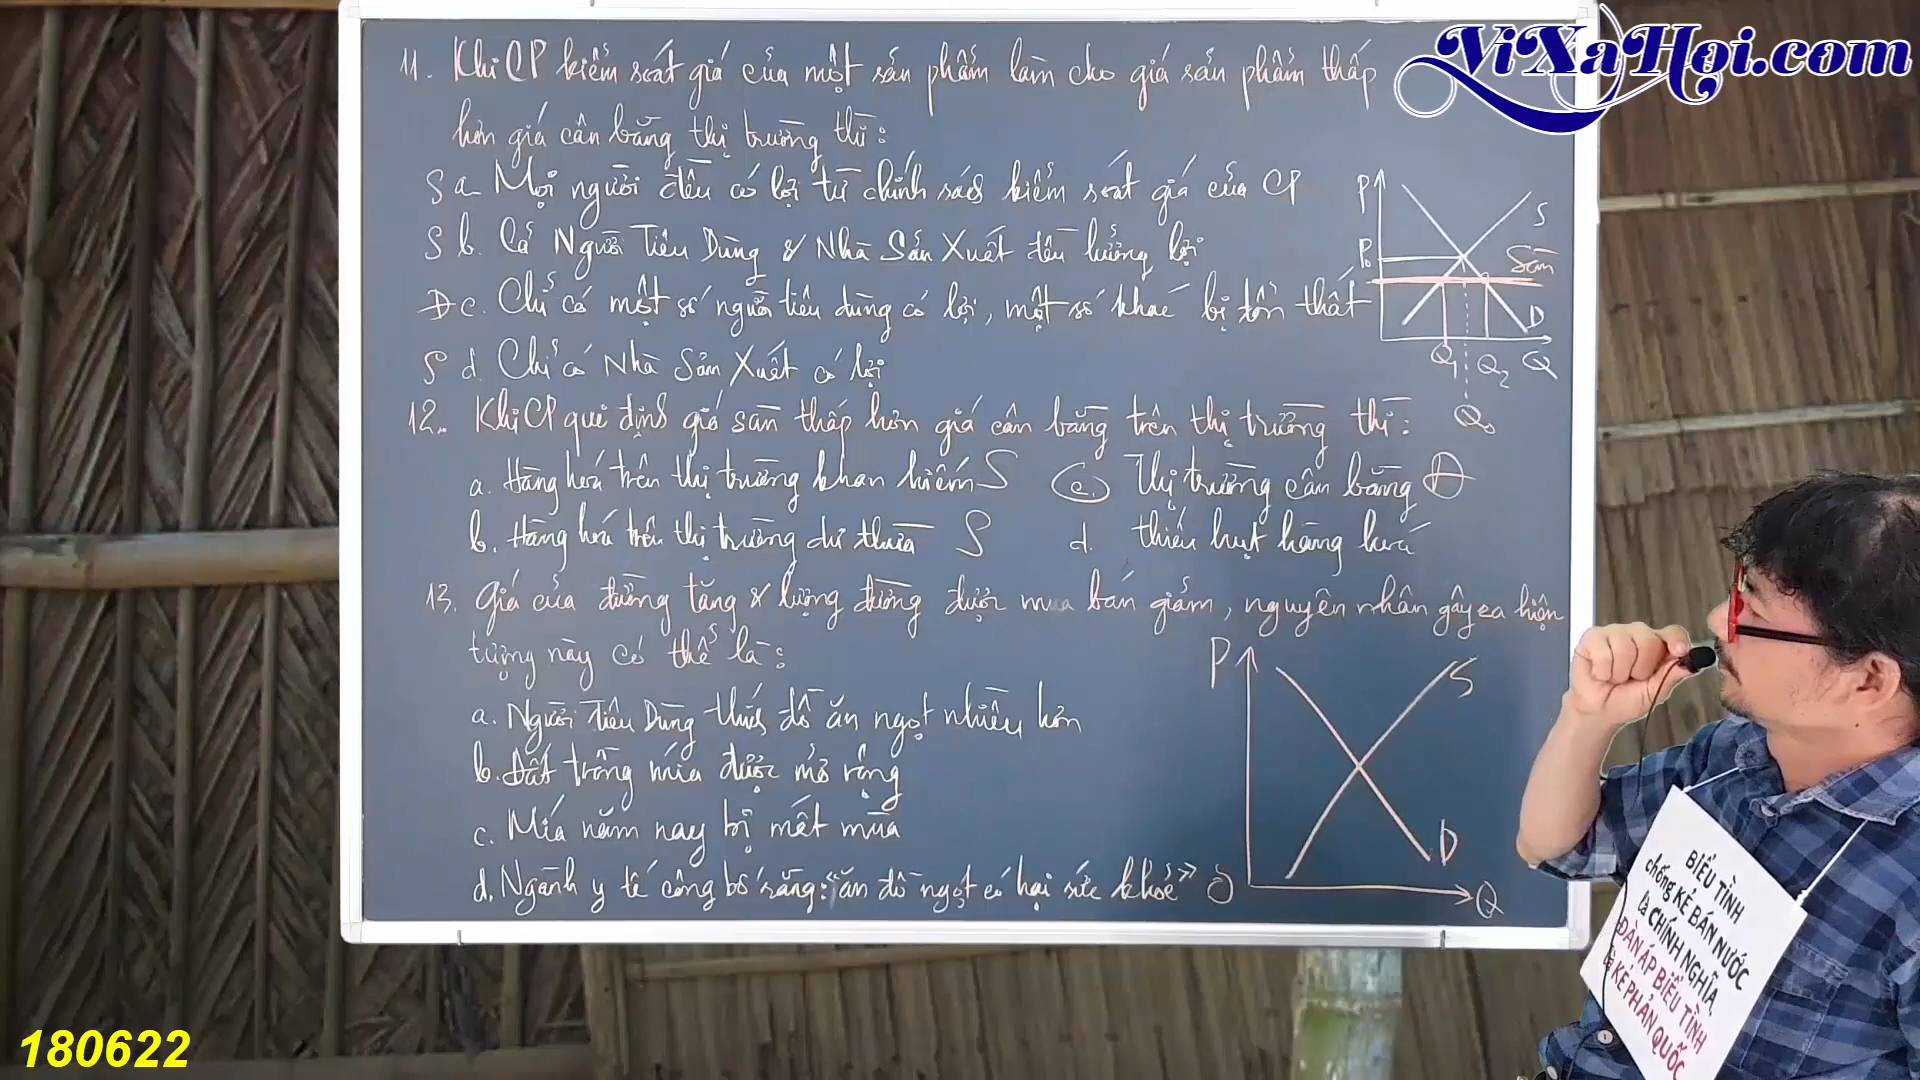 ViXaHoi.com
11. Khi CP kiểm soát giá của một sản phẩm làm cho giá sản phẩm thấp
hơn giá cân bằng thị trường thì:
S a. Mọi người đều có lợi từ chính sách kiểm soát giá của CP
S b. Cả Người Tiêu Dùng & Nhà Sản Xuất đều hưởng lợi
Đ c. Chỉ có một số người tiêu dùng có lợi, một số khác bị tổn thất
S d. Chỉ có Nhà Sản Xuất có lợi
P
S
P₀
Sàn
D
Q₁ Q₂ Q
Q₀
12. Khi CP qui định giá sàn thấp hơn giá cân bằng trên thị trường thì:
a. Hàng hoá trên thị trường khan hiếm S
c. Thị trường cân bằng Đ
b. Hàng hoá trên thị trường dư thừa S
d. thiếu hụt hàng hoá
13. Giá của đường tăng & lượng đường được mua bán giảm, nguyên nhân gây ra hiện
tượng này có thể là:
a. Người Tiêu Dùng thích đồ ăn ngọt nhiều hơn
b. Đất trồng mía được mở rộng
c. Mía năm nay bị mất mùa
d. Ngành y tế công bố rằng: "ăn đồ ngọt có hại sức khoẻ"
P
S
D
O
Q
BIỂU TÌNH
chống KẺ BÁN NƯỚC
là CHÍNH NGHĨA,
ĐÀN ÁP BIỂU TÌNH
là KẺ PHẢN QUỐC
180622